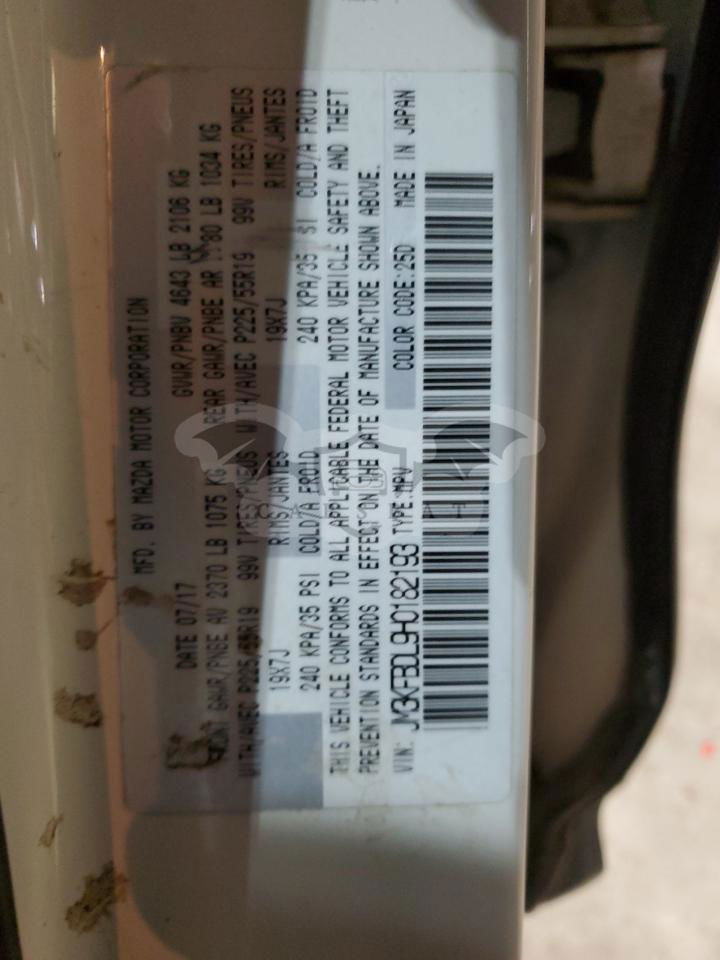 MFD. BY MAZDA MOTOR CORPORATION
DATE 07/17 GVWR/PNBV 4643 LB 2106 KG
GAWR/PNBE AV 2370 LB 1075 KG REAR GAWR/PNBE AR LB 1034 KG
WITH/AVEC P225/55R19 99V TIRES/PNEUS WITH/AVEC P225/55R19 99V TIRES/PNEUS
19X7J RIMS/JANTES 19X7J RIMS/JANTES
240 KPA/35 PSI COLD/A FROID 240 KPA/35 SI COLD/A FROID
THIS VEHICLE CONFORMS TO ALL APPLICABLE FEDERAL MOTOR VEHICLE SAFETY AND THEFT
PREVENTION STANDARDS IN EFFECT ON THE DATE OF MANUFACTURE SHOWN ABOVE.
VIN: JM3KFBDL9H0182193 TYPE:MPV COLOR CODE:25D MADE IN JAPAN